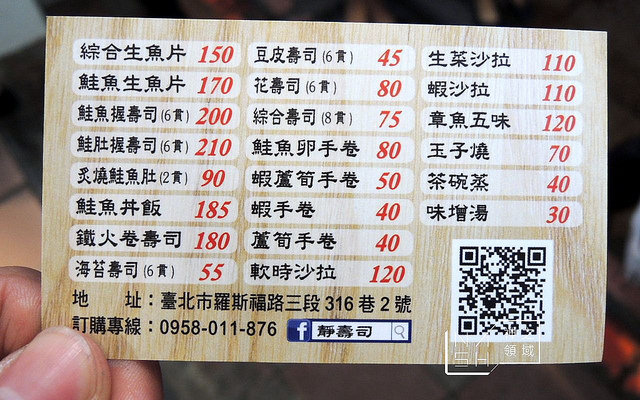 綜合生魚片 150
鮭魚生魚片 170
鮭魚握壽司(6貫) 200
鮭肚握壽司(6貫) 210
炙燒鮭魚肚(2貫) 90
鮭魚丼飯 185
鐵火卷壽司 180
海苔壽司(6貫) 55
豆皮壽司(6貫) 45
花壽司(6貫) 80
綜合壽司(8貫) 75
鮭魚卵手卷 80
蝦蘆筍手卷 50
蝦手卷 40
蘆筍手卷 40
軟時沙拉 120
生菜沙拉 110
蝦沙拉 110
章魚五味 120
玉子燒 70
茶碗蒸 40
味增湯 30
地 址：臺北市羅斯福路三段316巷2號
訂購專線：0958-011-876
f 靜壽司
領域